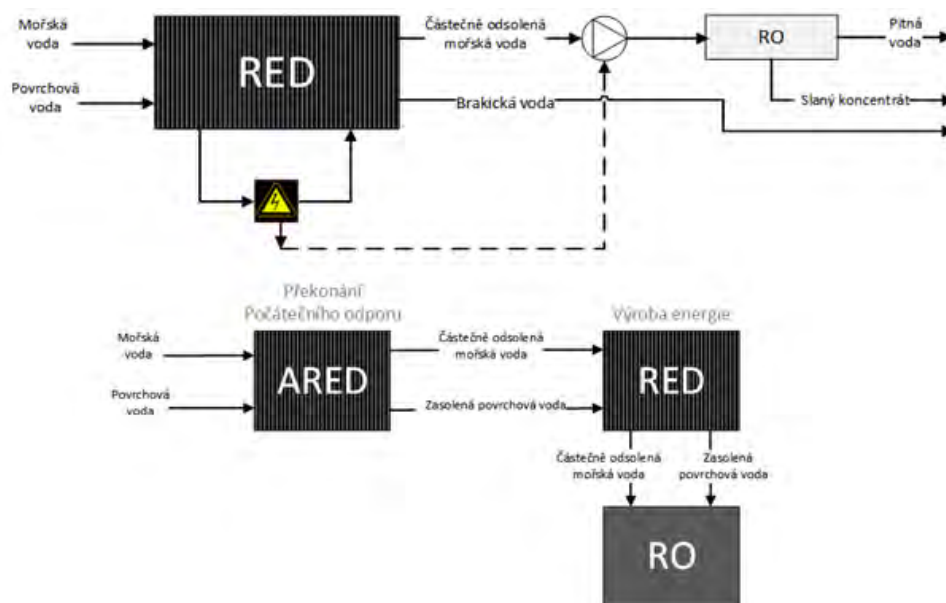 Mořská
voda
Povrchová
voda
RED
Částečně odsolená
mořská voda
Brakická voda
RO
Pitná
voda
Slaný koncentrát
Překonání
Počátečního odporu
Výroba energie
Mořská
voda
Povrchová
voda
ARED
Částečně odsolená
mořská voda
Zasolená povrchová voda
RED
Částečně odsolená
mořská voda
Zasolená
povrchová voda
RO